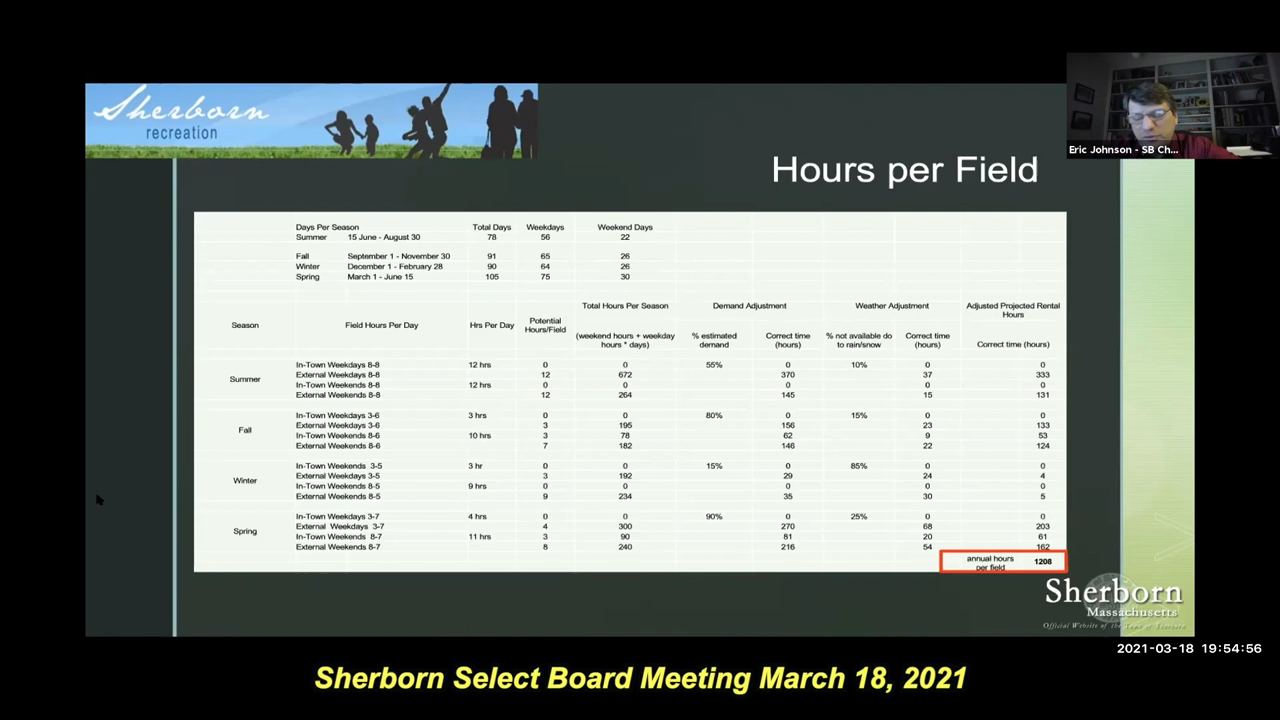 Sherborn
recreation
Eric Johnson - SB Ch...
Hours per Field
Days Per Season Total Days Weekdays Weekend Days
Summer 15 June - August 30 78 56 22
Fall September 1 - November 30 91 65 26
Winter December 1 - February 28 90 64 26
Spring March 1 - June 15 105 75 30
Season Field Hours Per Day Hrs Per Day Potential Hours/Field Total Hours Per Season (weekend hours + weekday hours * days) Demand Adjustment % estimated demand Correct time (hours) Weather Adjustment % not available do to rain/snow Correct time (hours) Adjusted Projected Rental Hours Correct time (hours)
Summer
In-Town Weekdays 8-8 12 hrs 0 0 55% 0 10% 0 0
External Weekdays 8-8 12 672 370 37 333
In-Town Weekends 8-8 12 hrs 0 0 0 0 0
External Weekends 8-8 12 264 145 15 131
Fall
In-Town Weekdays 3-6 3 hrs 0 0 80% 0 15% 0 0
External Weekdays 3-6 3 195 156 23 133
In-Town Weekends 8-6 10 hrs 3 78 62 9 53
External Weekends 8-6 7 182 146 22 124
Winter
In-Town Weekends 3-5 3 hr 0 0 15% 0 85% 0 0
External Weekends 3-5 3 192 29 24 4
In-Town Weekends 8-5 9 hrs 0 0 0 0 0
External Weekends 8-5 9 234 35 30 5
Spring
In-Town Weekdays 3-7 4 hrs 0 0 90% 0 25% 0 0
External Weekdays 3-7 4 300 270 68 203
In-Town Weekends 8-7 11 hrs 3 90 81 20 61
External Weekends 8-7 8 240 216 54 162
annual hours per field 1208
Sherborn
Massachusetts
Official Website of the Town of Sherborn
2021-03-18 19:54:56
Sherborn Select Board Meeting March 18, 2021